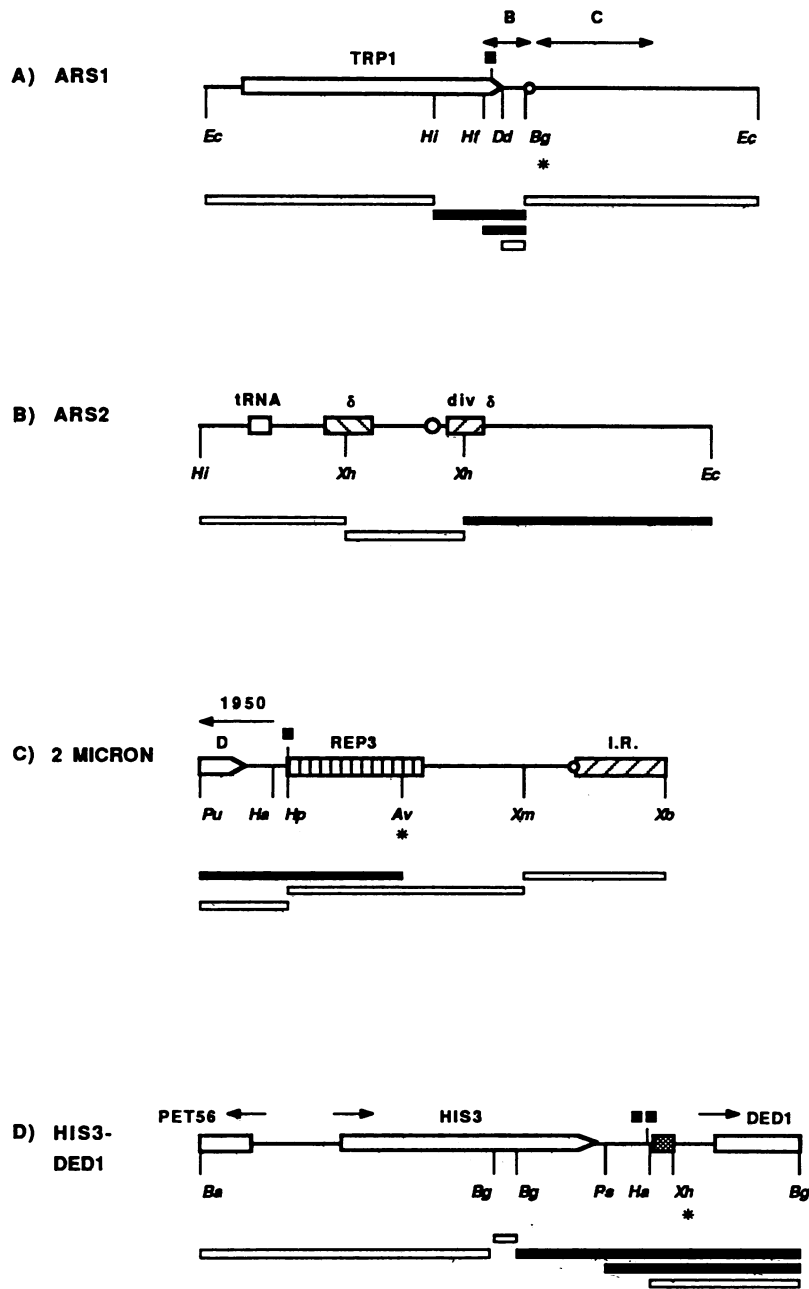 B C
TRP1
A) ARS1
Ec Hi Hf Dd Bg Ec
*
tRNA δ div δ
B) ARS2
Hi Xh Xh Ec
1950
D REP3 I.R.
C) 2 MICRON
Pu Ha Hp Av Xm Xb
*
PET56 HIS3 DED1
D) HIS3-
DED1
Ba Bg Bg Ps Ha Xh Bg
*